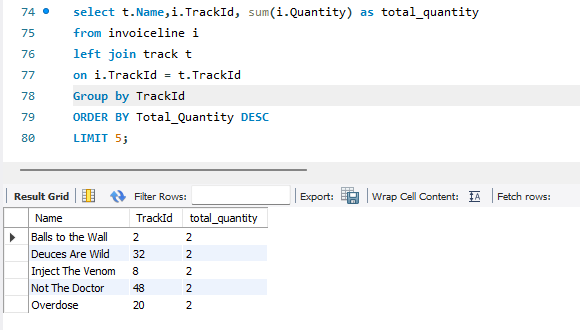 74 select t.Name,i.TrackId, sum(i.Quantity) as total_quantity
75 from invoiceline i
76 left join track t
77 on i.TrackId = t.TrackId
78 Group by TrackId
79 ORDER BY Total_Quantity DESC
80 LIMIT 5;
Result Grid Filter Rows: Export: Wrap Cell Content: IA Fetch rows:
Name TrackId total_quantity
Balls to the Wall 2 2
Deuces Are Wild 32 2
Inject The Venom 8 2
Not The Doctor 48 2
Overdose 20 2